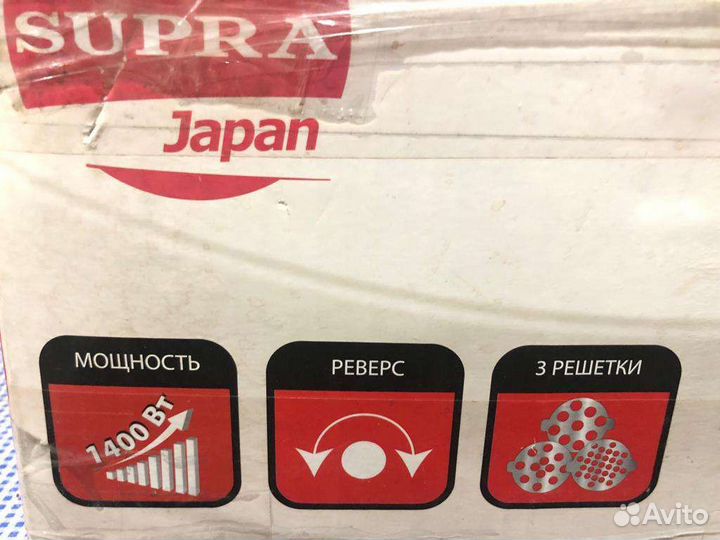 SUPRA
Japan
МОЩНОСТЬ
РЕВЕРС
3 РЕШЕТКИ
1400 Вт
Avito